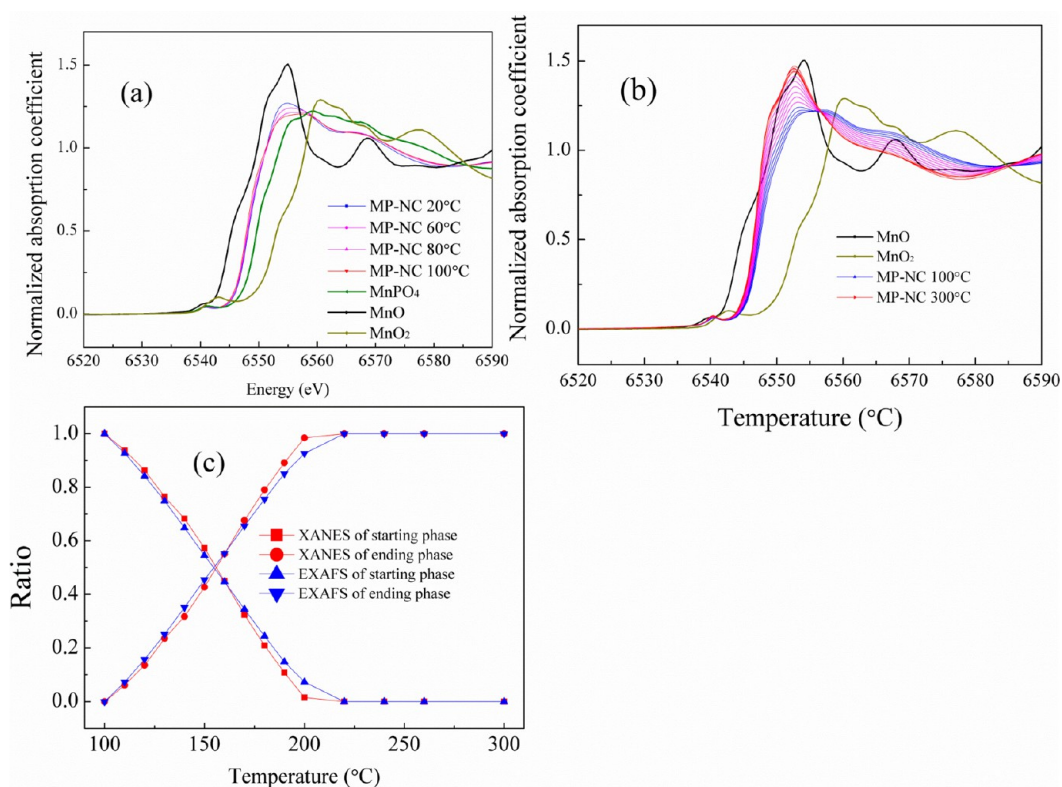 Normalized absoprtion coefficient
1.5
1.0
0.5
0.0
(a)
MP-NC 20°C
MP-NC 60°C
MP-NC 80°C
MP-NC 100°C
MnPO4
MnO
MnO2
6520 6530 6540 6550 6560 6570 6580 6590
Energy (eV)
Normalized absorption coefficient
1.5
1.0
0.5
0.0
(b)
MnO
MnO2
MP-NC 100°C
MP-NC 300°C
6520 6530 6540 6550 6560 6570 6580 6590
Temperature (°C)
Ratio
1.0
0.8
0.6
0.4
0.2
0.0
(c)
XANES of starting phase
XANES of ending phase
EXAFS of starting phase
EXAFS of ending phase
100 150 200 250 300
Temperature (°C)